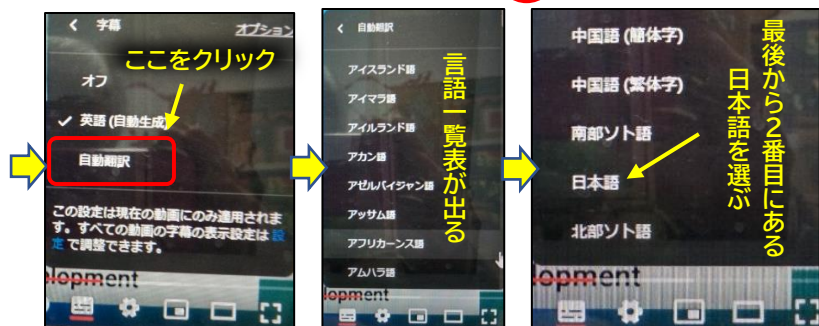 字幕
オプション
ここをクリック
オフ
英語 (自動生成)
自動翻訳
この設定は現在の動画にのみ適用されま
す。すべての動画の字幕の表示設定は 設
定 で調整できます。
lopment
自動翻訳
アイスランド語
アイマラ語
アイルランド語
アカン語
アゼルバイジャン語
アッサム語
アフリカーンス語
アムハラ語
言語一覧表が出る
lopment
中国語 (簡体字)
中国語 (繁体字)
南部ソト語
日本語
北部ソト語
最後から2番目にある
日本語を選ぶ
opment